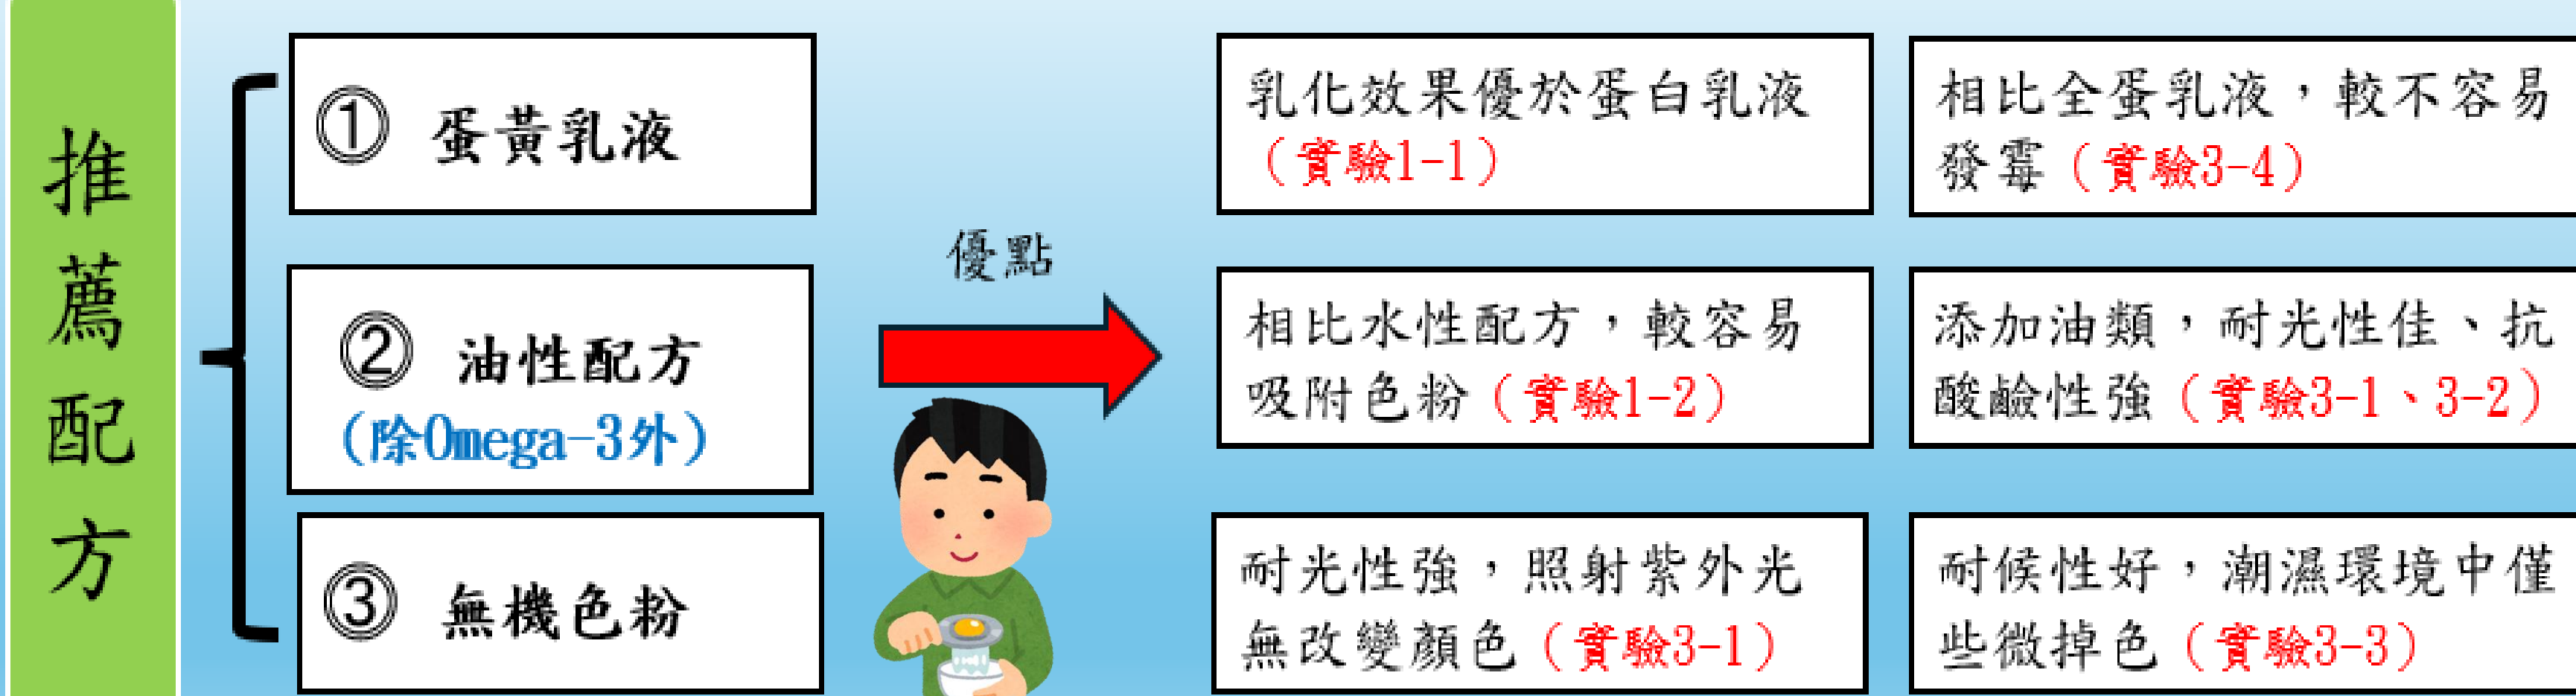 推薦配方
① 蛋黃乳液
乳化效果優於蛋白乳液
（實驗1-1）
相比全蛋乳液，較不容易
發霉（實驗3-4）
② 油性配方
（除Omega-3外）
優點
相比水性配方，較容易
吸附色粉（實驗1-2）
添加油類，耐光性佳、抗
酸鹼性強（實驗3-1、3-2）
③ 無機色粉
耐光性強，照射紫外光
無改變顏色（實驗3-1）
耐候性好，潮濕環境中僅
些微掉色（實驗3-3）